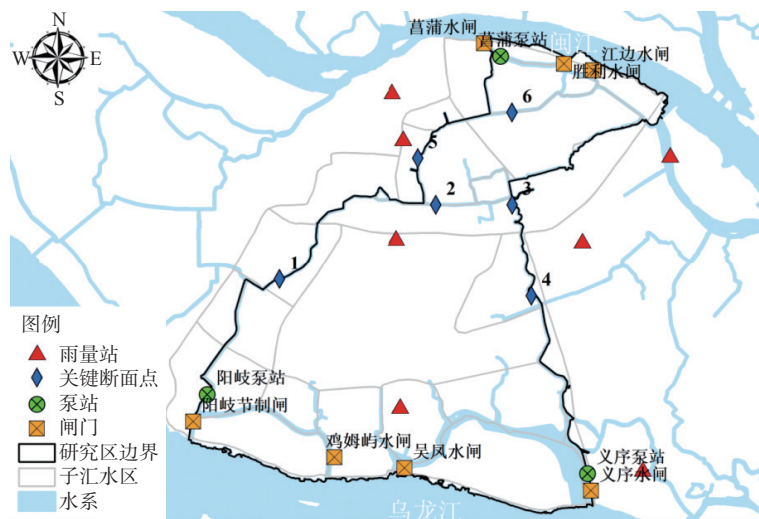 N
W E
S
菖蒲水闸
菖蒲泵站
闽江
江边水闸
胜利水闸
6
5
2
3
1
4
图例
雨量站
关键断面点
泵站
闸门
研究区边界
子汇水区
水系
阳岐泵站
阳岐节制闸
鸡姆屿水闸
吴凤水闸
义序泵站
义序水闸
乌龙江